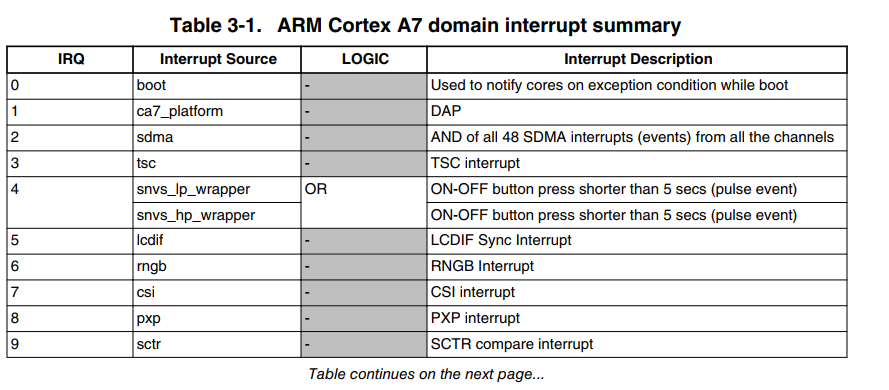 Table 3-1. ARM Cortex A7 domain interrupt summary
IRQ Interrupt Source LOGIC Interrupt Description
0 boot - Used to notify cores on exception condition while boot
1 ca7_platform - DAP
2 sdma - AND of all 48 SDMA interrupts (events) from all the channels
3 tsc - TSC interrupt
4 snvs_lp_wrapper OR ON-OFF button press shorter than 5 secs (pulse event)
snvs_hp_wrapper ON-OFF button press shorter than 5 secs (pulse event)
5 lcdif - LCDIF Sync Interrupt
6 rngb - RNGB Interrupt
7 csi - CSI interrupt
8 pxp - PXP interrupt
9 sctr - SCTR compare interrupt
Table continues on the next page...